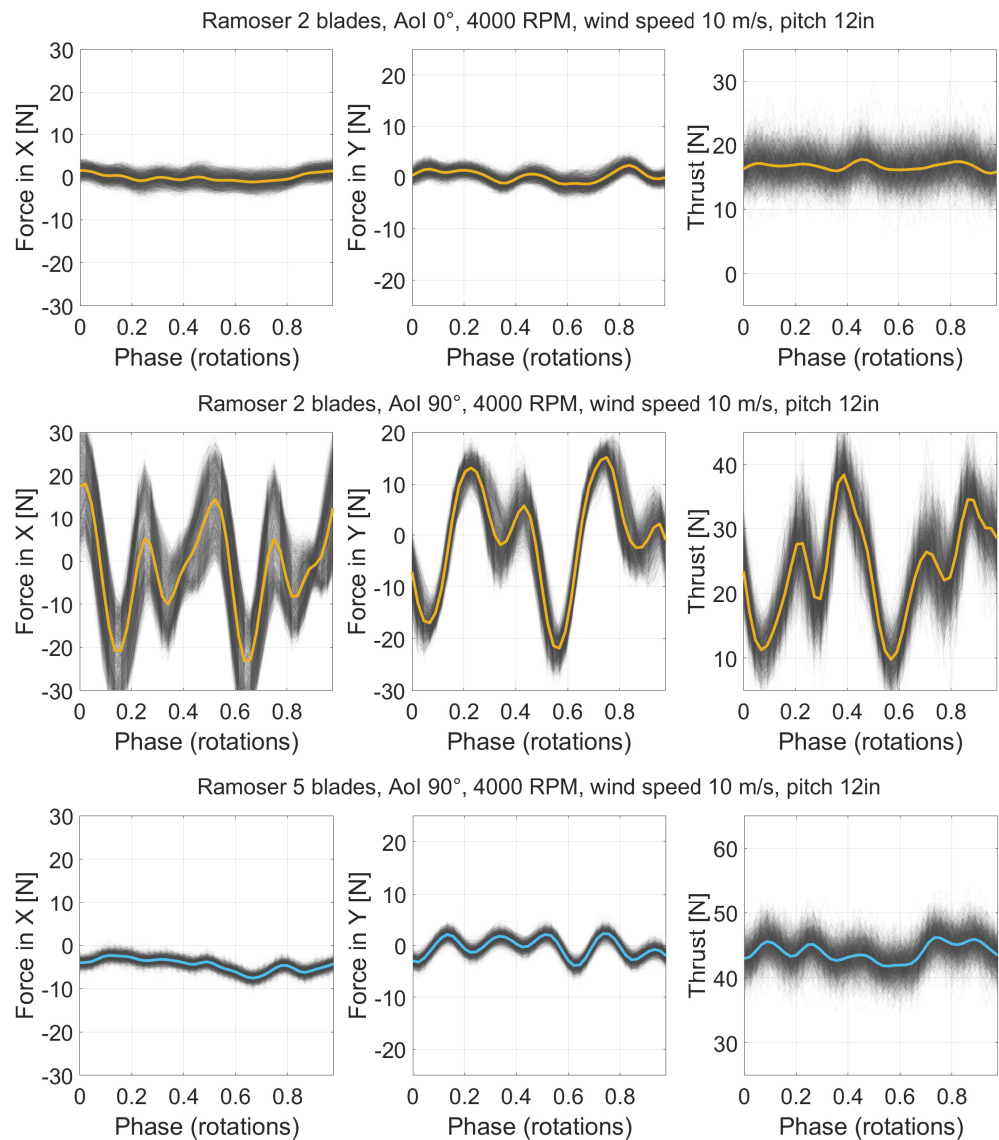 Ramoser 2 blades, AoI 0°, 4000 RPM, wind speed 10 m/s, pitch 12in
Force in X [N]
30
20
10
0
-10
-20
-30
0 0.2 0.4 0.6 0.8
Phase (rotations)
Force in Y [N]
20
10
0
-10
-20
0 0.2 0.4 0.6 0.8
Phase (rotations)
Thrust [N]
30
20
10
0
0 0.2 0.4 0.6 0.8
Phase (rotations)
Ramoser 2 blades, AoI 90°, 4000 RPM, wind speed 10 m/s, pitch 12in
Force in X [N]
30
20
10
0
-10
-20
-30
0 0.2 0.4 0.6 0.8
Phase (rotations)
Force in Y [N]
20
10
0
-10
-20
-30
0 0.2 0.4 0.6 0.8
Phase (rotations)
Thrust [N]
40
30
20
10
0 0.2 0.4 0.6 0.8
Phase (rotations)
Ramoser 5 blades, AoI 90°, 4000 RPM, wind speed 10 m/s, pitch 12in
Force in X [N]
30
20
10
0
-10
-20
-30
0 0.2 0.4 0.6 0.8
Phase (rotations)
Force in Y [N]
20
10
0
-10
-20
0 0.2 0.4 0.6 0.8
Phase (rotations)
Thrust [N]
60
50
40
30
0 0.2 0.4 0.6 0.8
Phase (rotations)